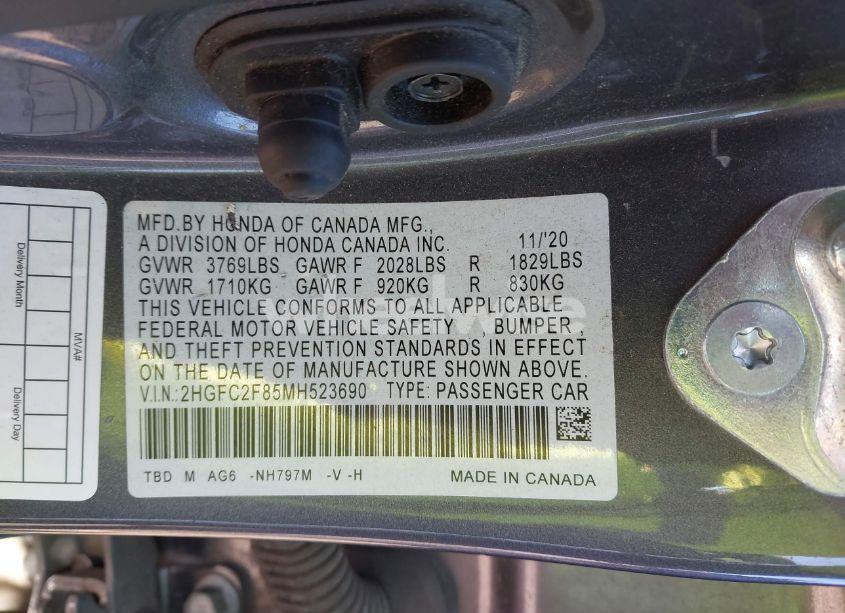 MFD.BY HONDA OF CANADA MFG.,
A DIVISION OF HONDA CANADA INC. 11/'20
GVWR 3769LBS GAWR F 2028LBS R 1829LBS
GVWR 1710KG GAWR F 920KG R 830KG
THIS VEHICLE CONFORMS TO ALL APPLICABLE
FEDERAL MOTOR VEHICLE SAFETY , BUMPER ,
AND THEFT PREVENTION STANDARDS IN EFFECT
ON THE DATE OF MANUFACTURE SHOWN ABOVE.
V.I.N.:2HGFC2F85MH523690 TYPE: PASSENGER CAR
TBD M AG6 -NH797M -V -H MADE IN CANADA
Delivery Month
Delivery Day
MVA#